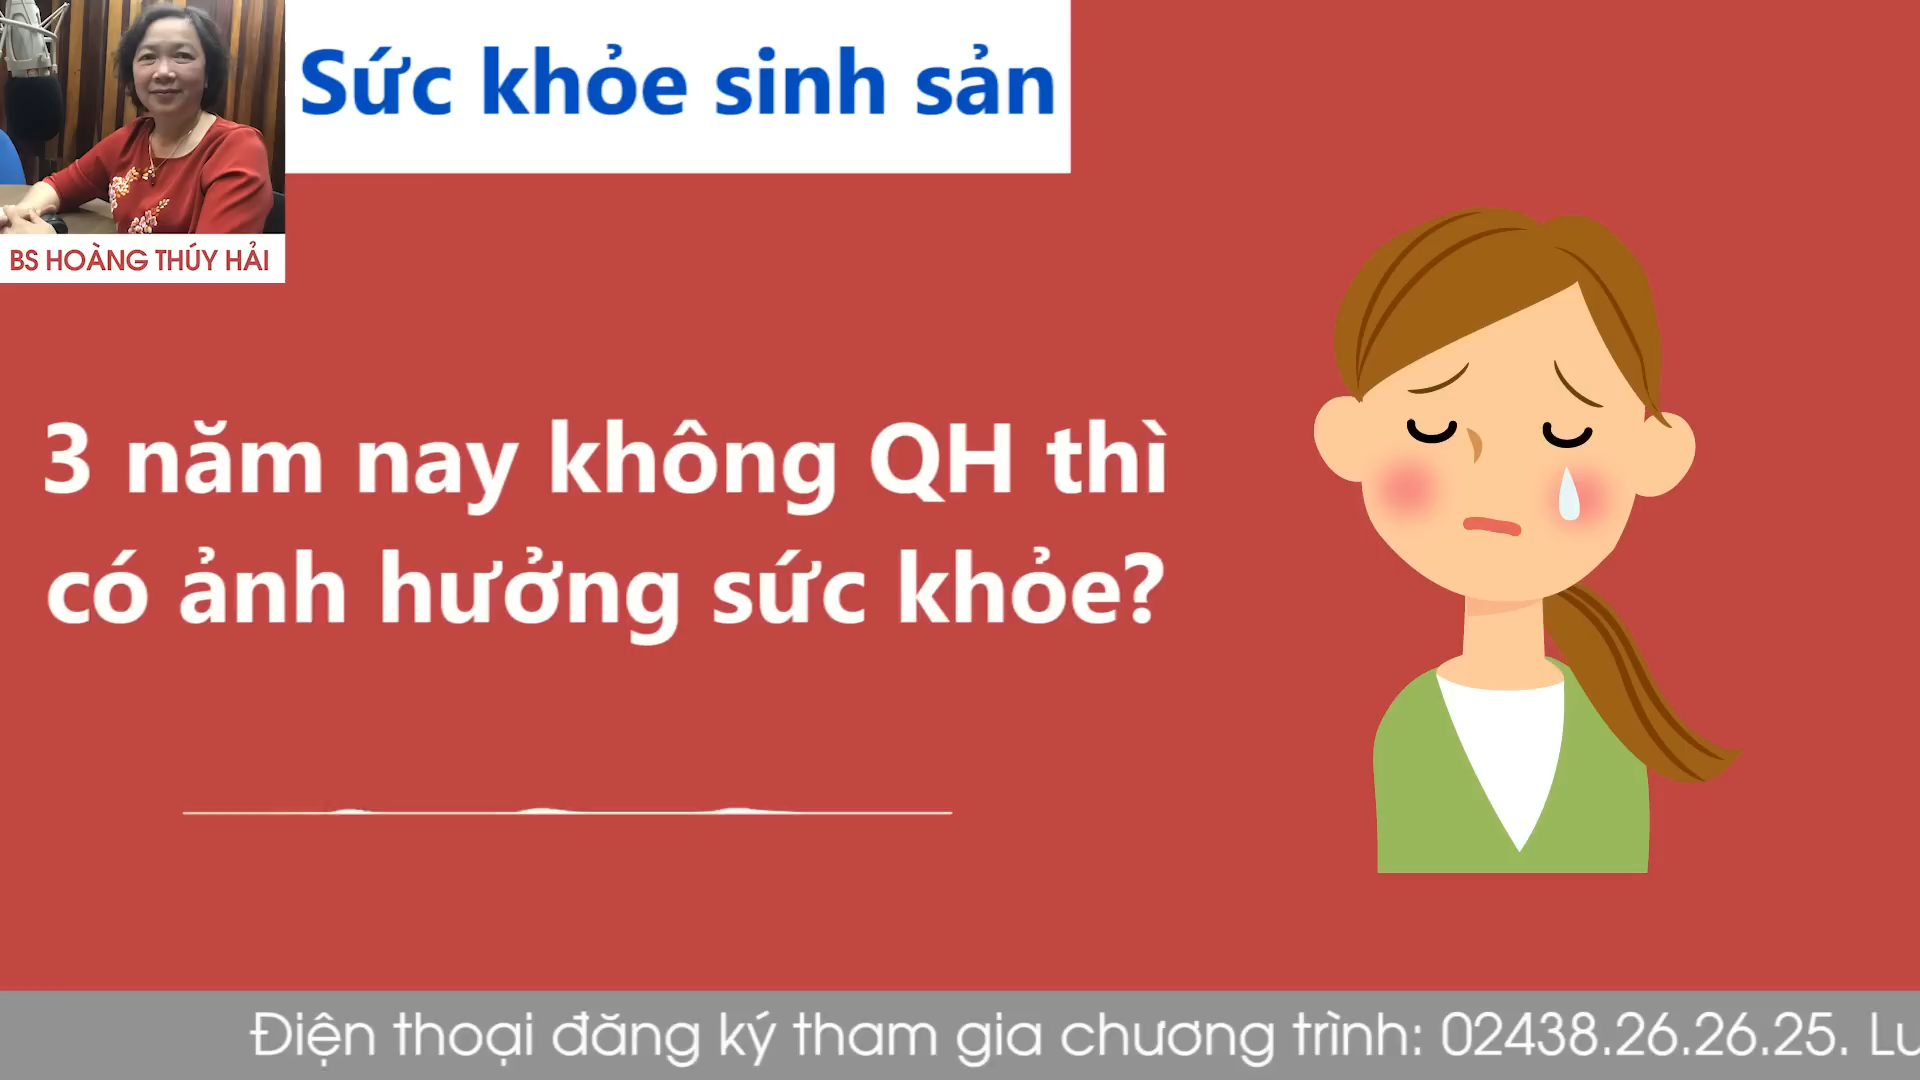 Sức khỏe sinh sản
BS HOÀNG THÚY HẢI
3 năm nay không QH thì
có ảnh hưởng sức khỏe?
Điện thoại đăng ký tham gia chương trình: 02438.26.26.25. Lu